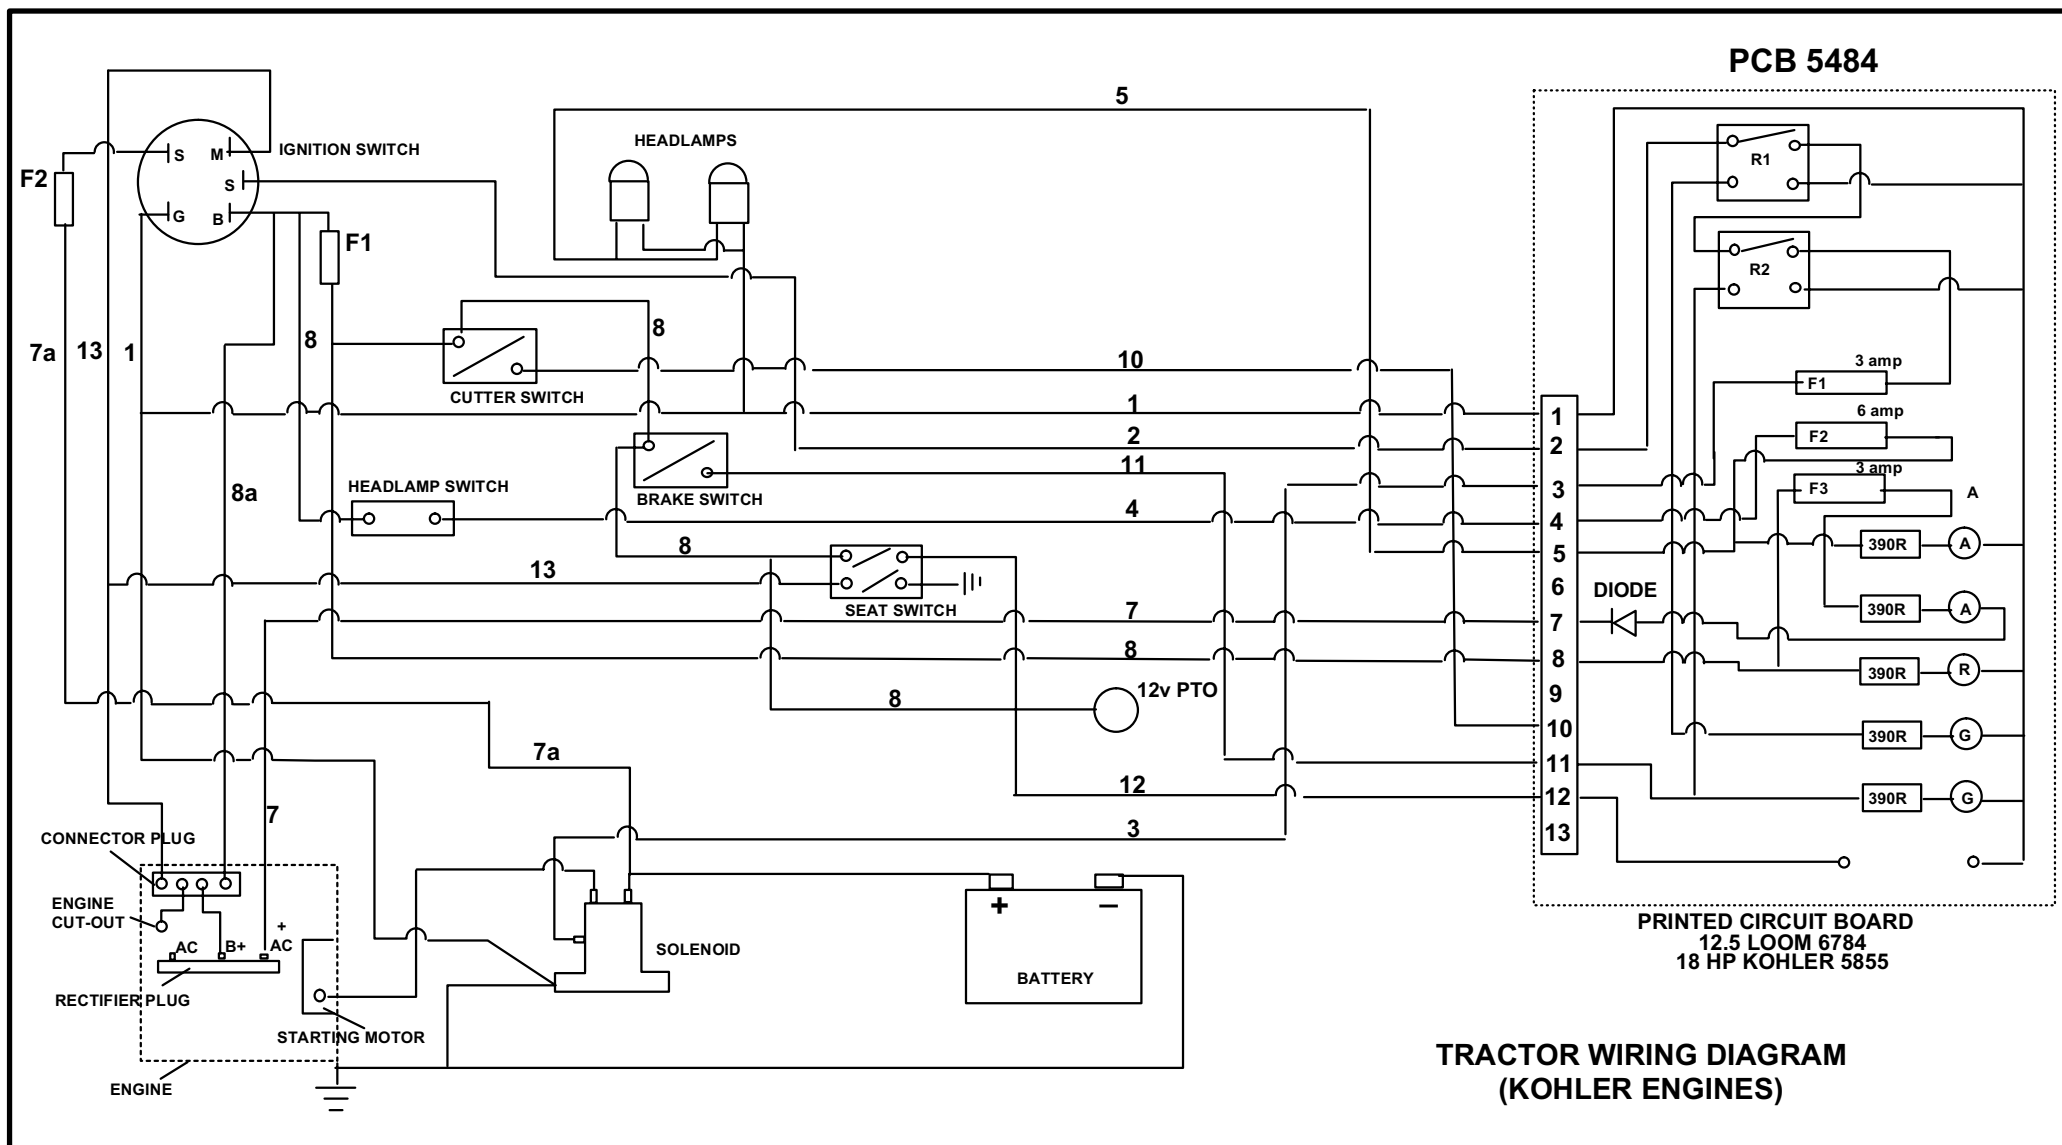 PCB 5484
5
HEADLAMPS
IGNITION SWITCH
S
M
S
G
B
F2
F1
R1
R2
7a
13
1
8
8
10
3 amp
F1
CUTTER SWITCH
1
6 amp
F2
2
11
3 amp
F3
A
HEADLAMP SWITCH
BRAKE SWITCH
8a
4
8
13
SEAT SWITCH
7
8
8
12v PTO
1
2
3
4
5
6
7
8
9
10
11
12
13
DIODE
390R
A
390R
A
390R
R
390R
G
390R
G
7a
12
7
3
CONNECTOR PLUG
ENGINE
CUT-OUT
AC
B+
+
AC
RECTIFIER PLUG
STARTING MOTOR
ENGINE
SOLENOID
+
–
BATTERY
PRINTED CIRCUIT BOARD
12.5 LOOM 6784
18 HP KOHLER 5855
TRACTOR WIRING DIAGRAM
(KOHLER ENGINES)